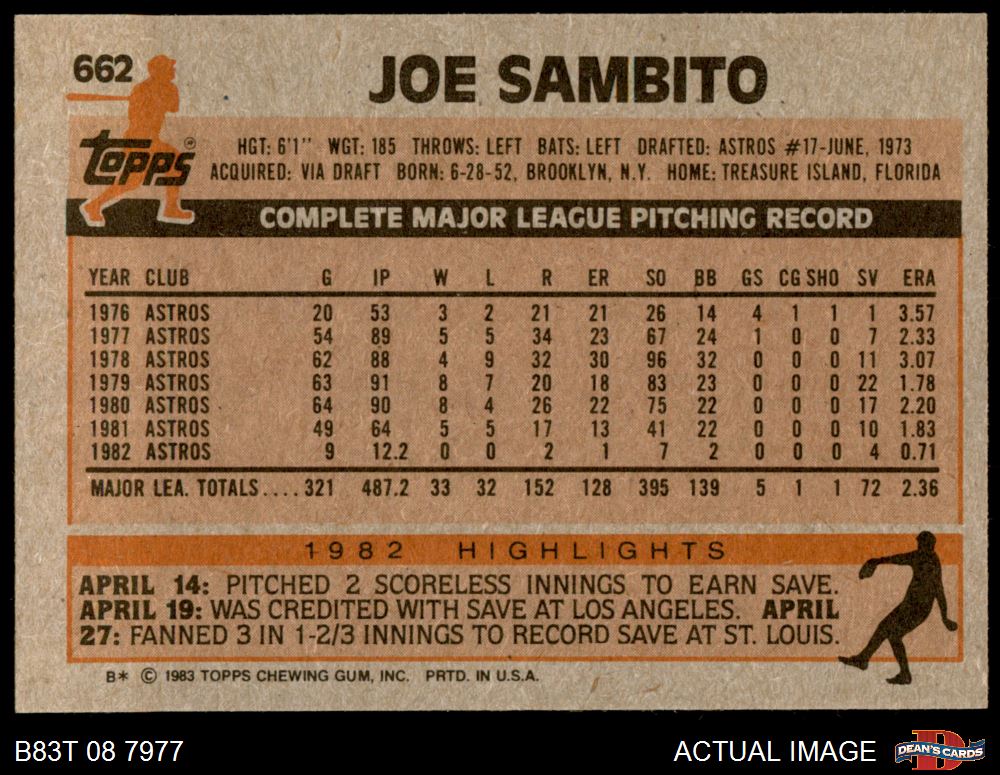 662
JOE SAMBITO
topps®
HGT: 6'1" WGT: 185 THROWS: LEFT BATS: LEFT DRAFTED: ASTROS #17-JUNE, 1973
ACQUIRED: VIA DRAFT BORN: 6-28-52, BROOKLYN, N.Y. HOME: TREASURE ISLAND, FLORIDA
COMPLETE MAJOR LEAGUE PITCHING RECORD
YEAR CLUB G IP W L R ER SO BB GS CG SHO SV ERA
1976 ASTROS 20 53 3 2 21 21 26 14 4 1 1 1 3.57
1977 ASTROS 54 89 5 5 34 23 67 24 1 0 0 7 2.33
1978 ASTROS 62 88 4 9 32 30 96 32 0 0 0 11 3.07
1979 ASTROS 63 91 8 7 20 18 83 23 0 0 0 22 1.78
1980 ASTROS 64 90 8 4 26 22 75 22 0 0 0 17 2.20
1981 ASTROS 49 64 5 5 17 13 41 22 0 0 0 10 1.83
1982 ASTROS 9 12.2 0 0 2 1 7 2 0 0 0 4 0.71
MAJOR LEA. TOTALS.... 321 487.2 33 32 152 128 395 139 5 1 1 72 2.36
1982 HIGHLIGHTS
APRIL 14: PITCHED 2 SCORELESS INNINGS TO EARN SAVE.
APRIL 19: WAS CREDITED WITH SAVE AT LOS ANGELES. APRIL
27: FANNED 3 IN 1-2/3 INNINGS TO RECORD SAVE AT ST. LOUIS.
B* © 1983 TOPPS CHEWING GUM, INC. PRTD. IN U.S.A.
B83T 08 7977
ACTUAL IMAGE
D
DEAN'S CARDS